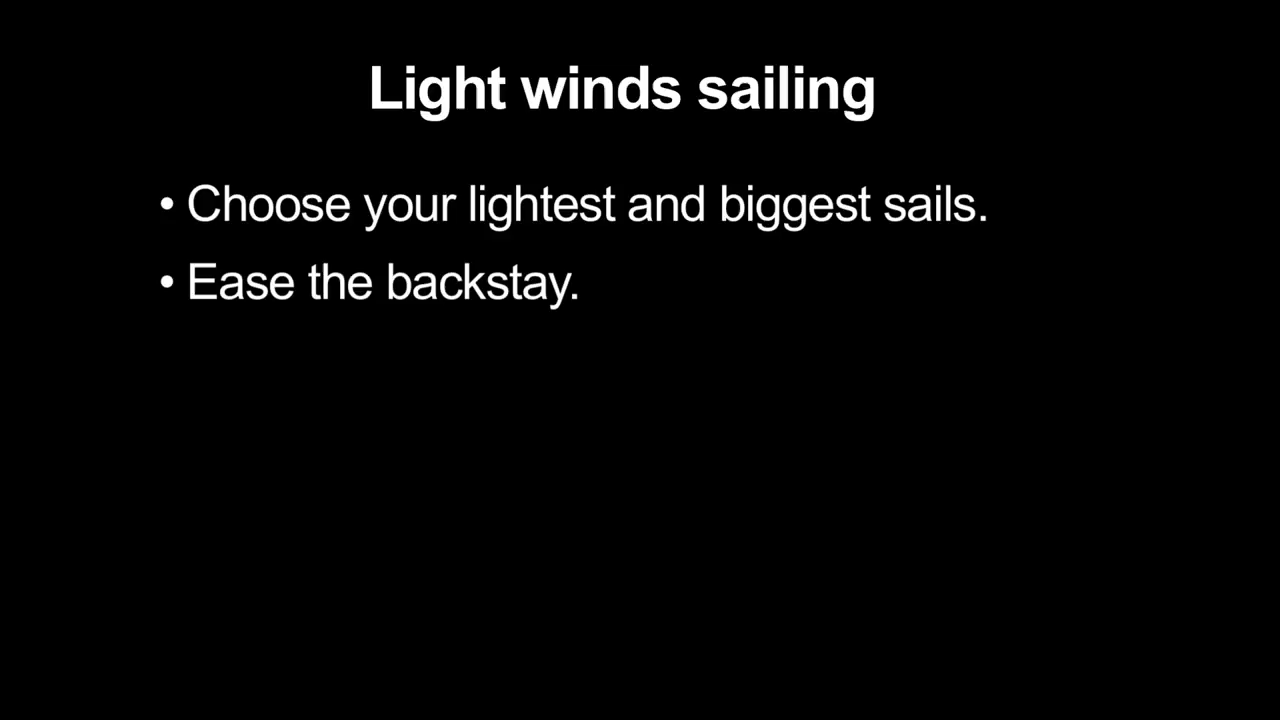 Light winds sailing
• Choose your lightest and biggest sails.
• Ease the backstay.